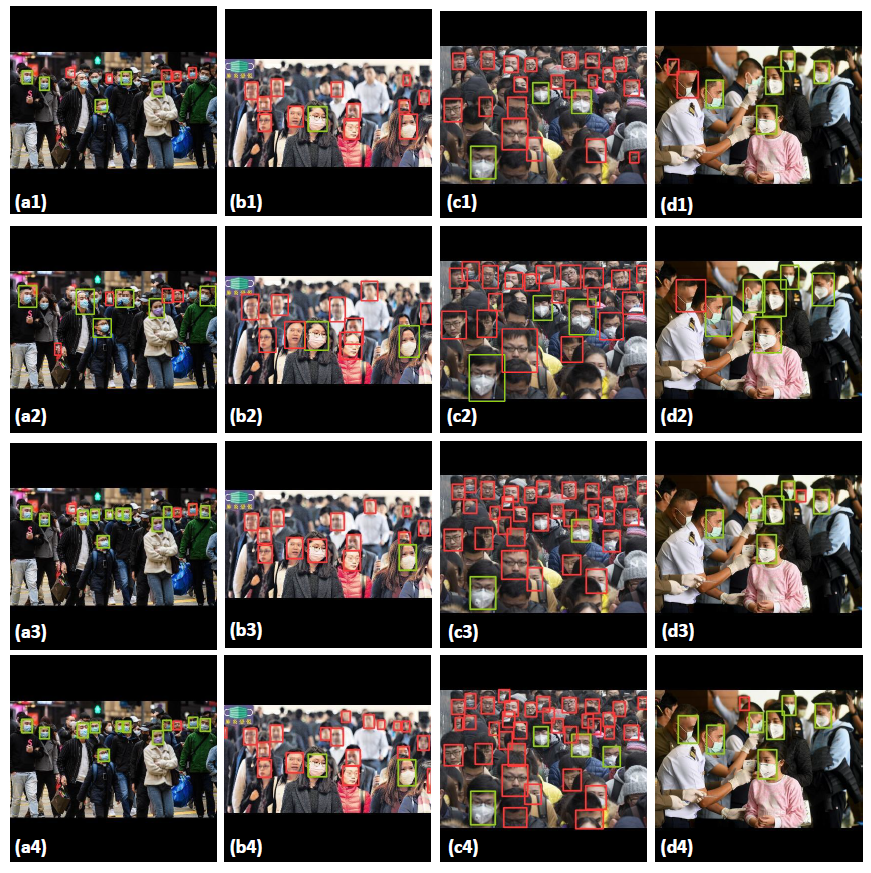 (a1)
(b1)
(c1)
(d1)
(a2)
(b2)
(c2)
(d2)
(a3)
(b3)
(c3)
(d3)
(a4)
(b4)
(c4)
(d4)